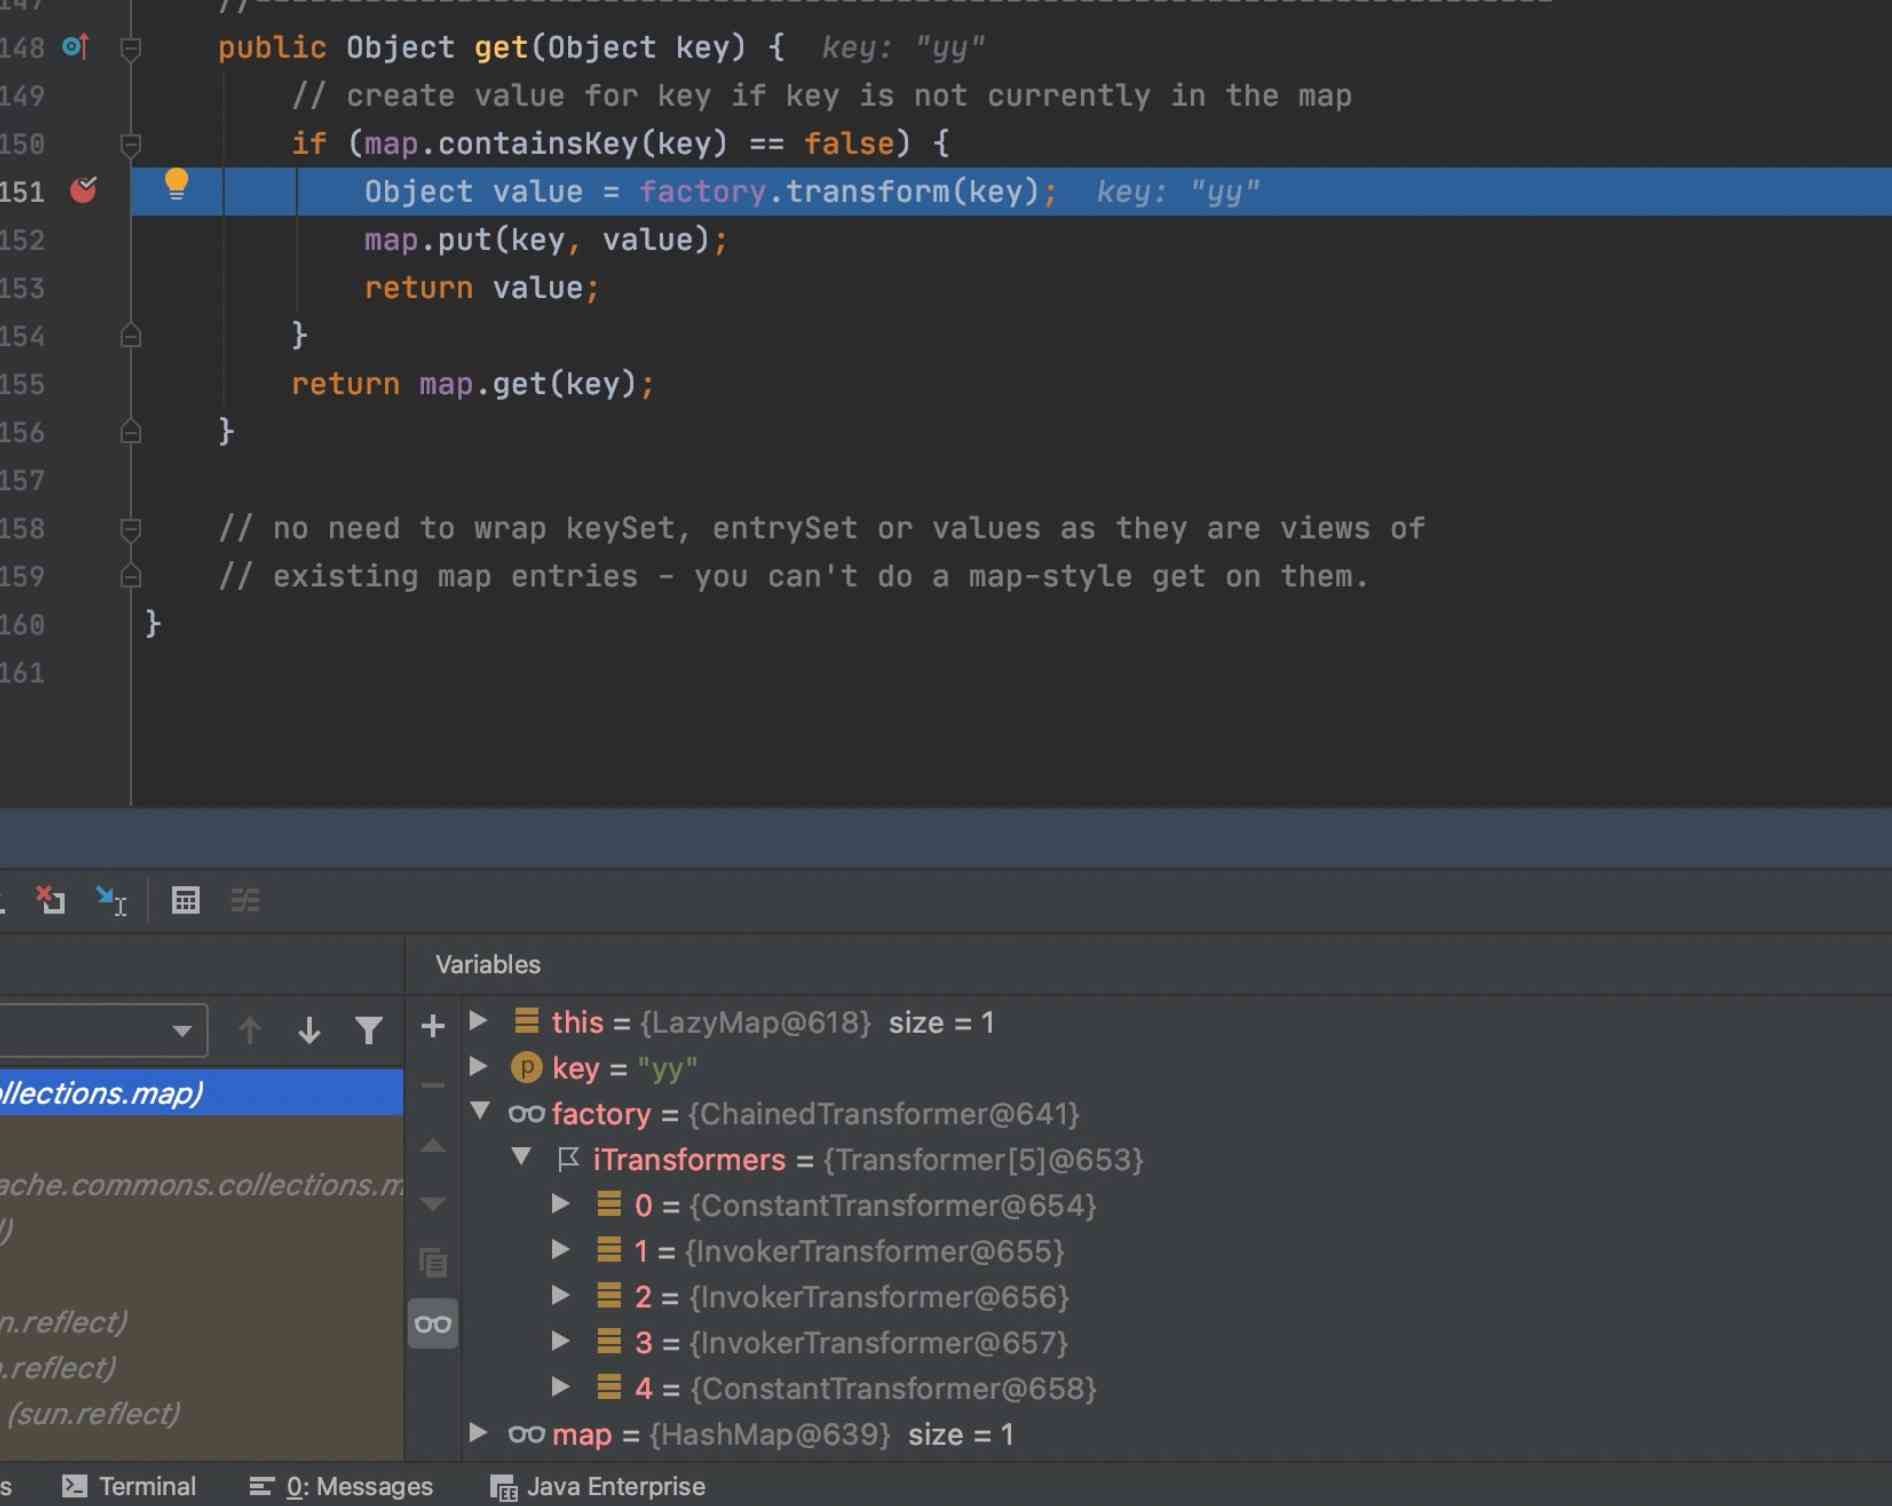 147 //
148 public Object get(Object key) { key: "yy"
149 // create value for key if key is not currently in the map
150 if (map.containsKey(key) == false) {
151 Object value = factory.transform(key); key: "yy"
152 map.put(key, value);
153 return value;
154 }
155 return map.get(key);
156 }
157
158 // no need to wrap keySet, entrySet or values as they are views of
159 // existing map entries - you can't do a map-style get on them.
160 }
161
Variables
ollections.map)
ache.commons.collections.m
n.reflect)
.reflect)
(sun.reflect)
this = {LazyMap@618} size = 1
key = "yy"
factory = {ChainedTransformer@641}
iTransformers = {Transformer[5]@653}
0 = {ConstantTransformer@654}
1 = {InvokerTransformer@655}
2 = {InvokerTransformer@656}
3 = {InvokerTransformer@657}
4 = {ConstantTransformer@658}
map = {HashMap@639} size = 1
s Terminal 0: Messages Java Enterprise